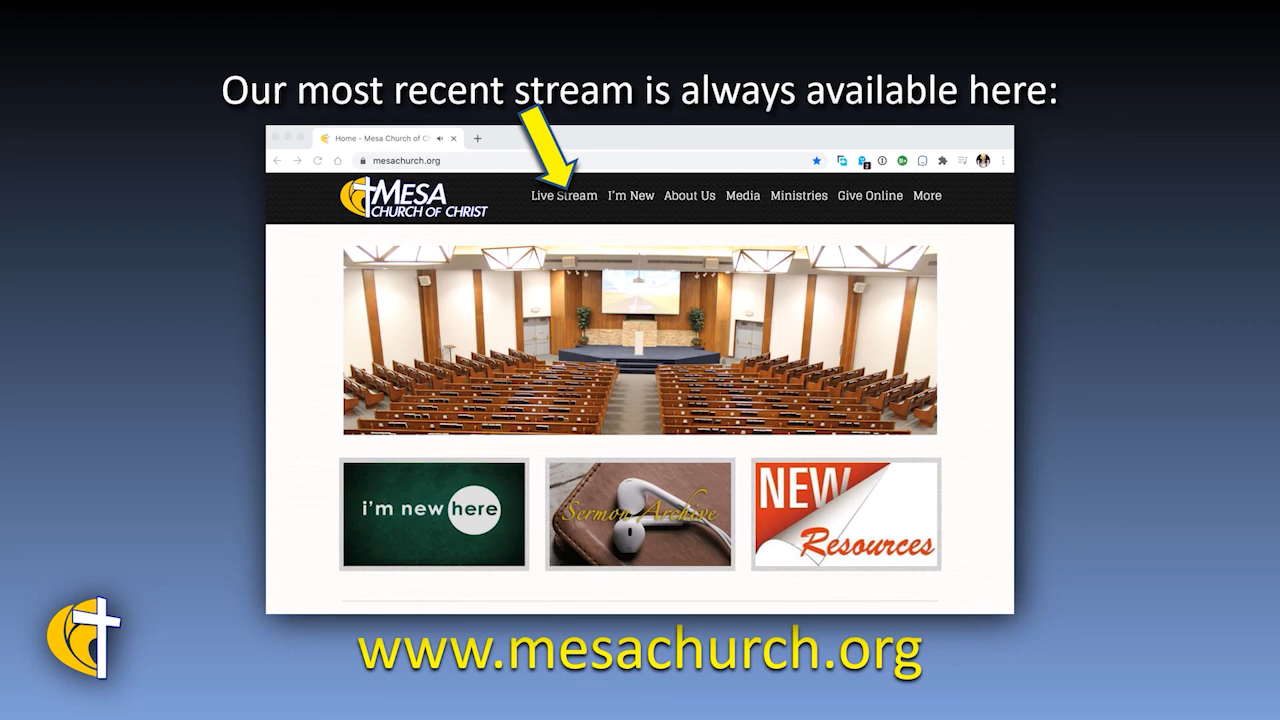 Our most recent stream is always available here:
Home - Mesa Church of C
mesachurch.org
MESA
CHURCH OF CHRIST
Live Stream I'm New About Us Media Ministries Give Online More
i'm new here
Sermon Archive
NEW
Resources
www.mesachurch.org